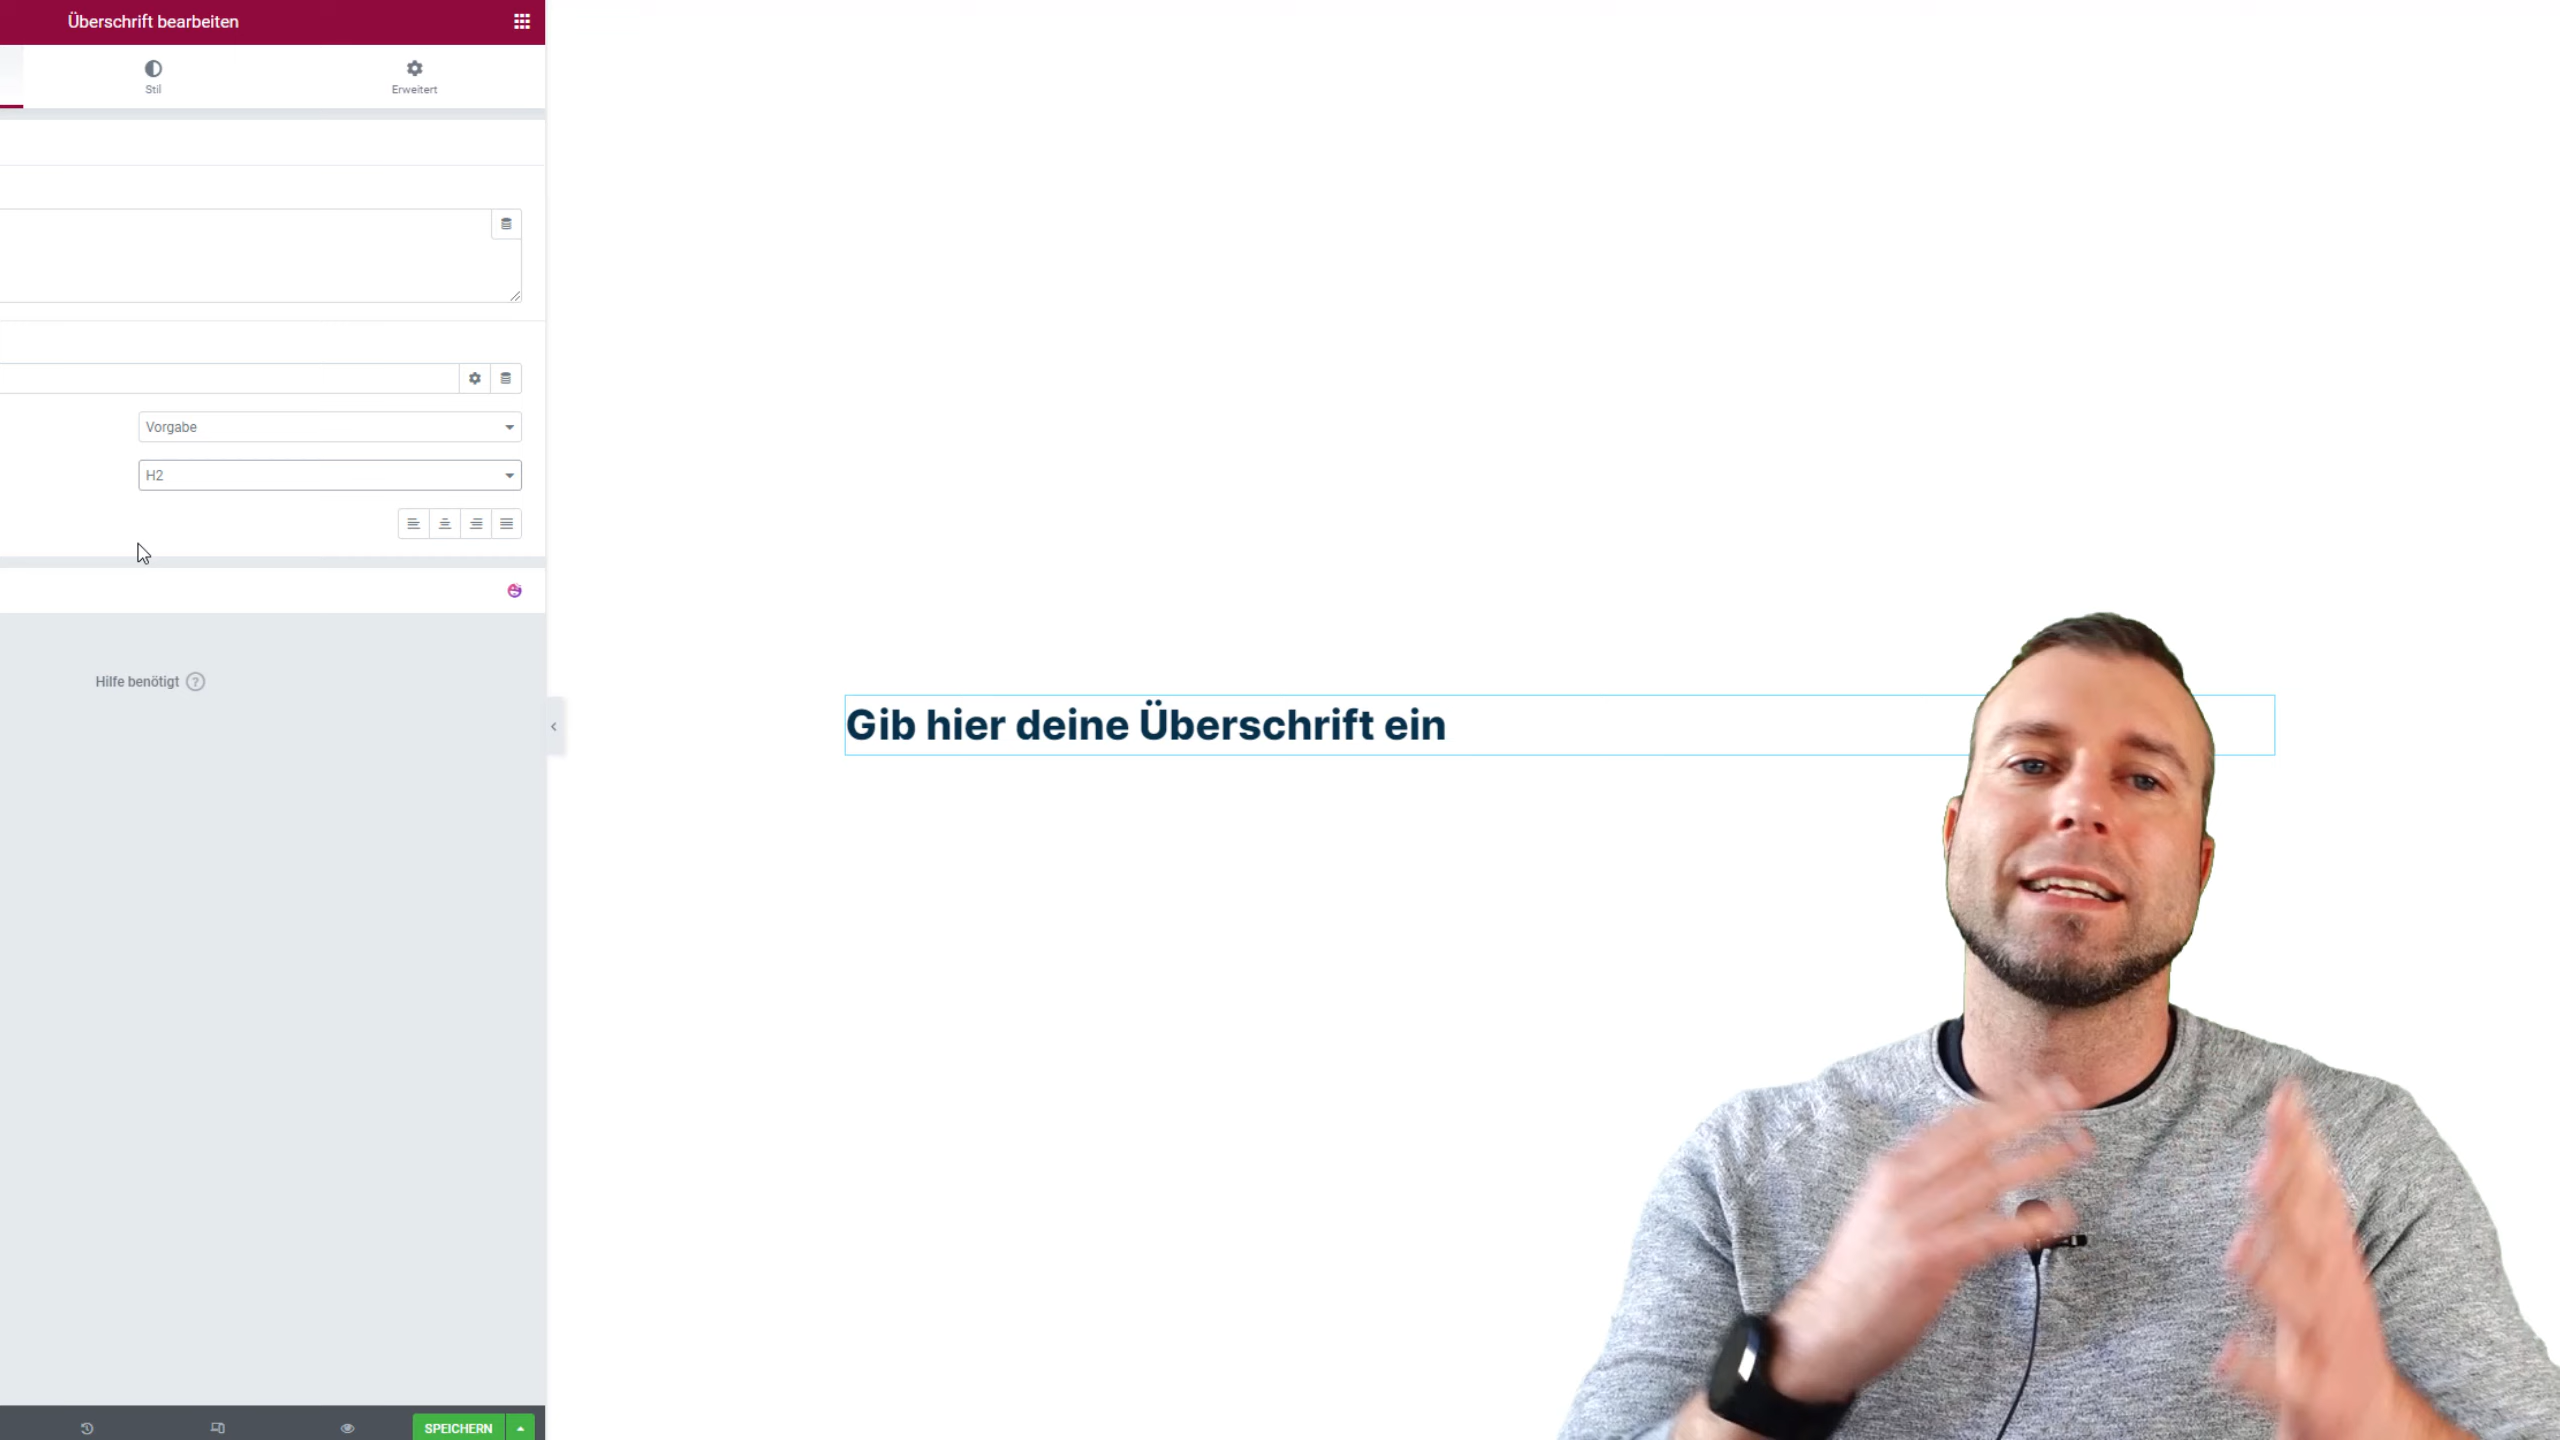 Überschrift bearbeiten
Stil
Erweitert
Vorgabe
H2
Hilfe benötigt ?
Gib hier deine Überschrift ein
SPEICHERN